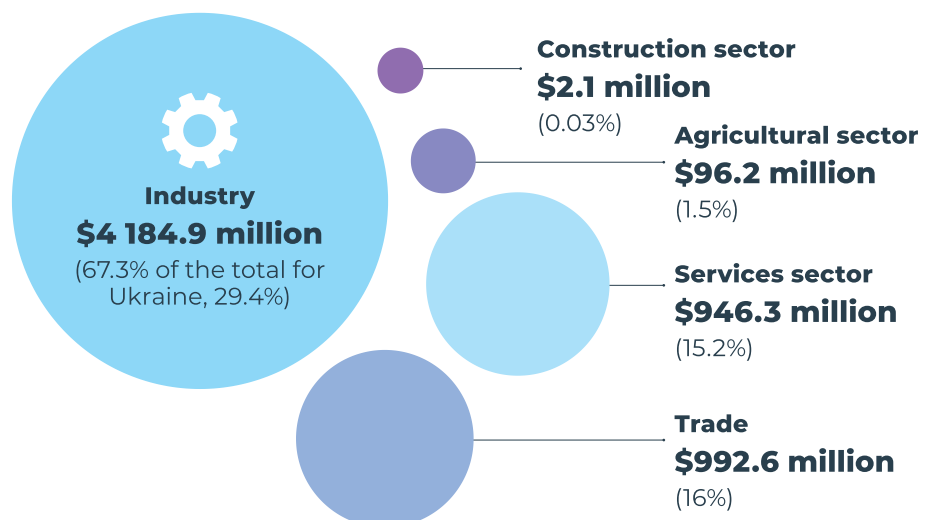 Construction sector
$2.1 million
(0.03%)
Agricultural sector
$96.2 million
(1.5%)
Industry
$4 184.9 million
(67.3% of the total for
Ukraine, 29.4%)
Services sector
$946.3 million
(15.2%)
Trade
$992.6 million
(16%)